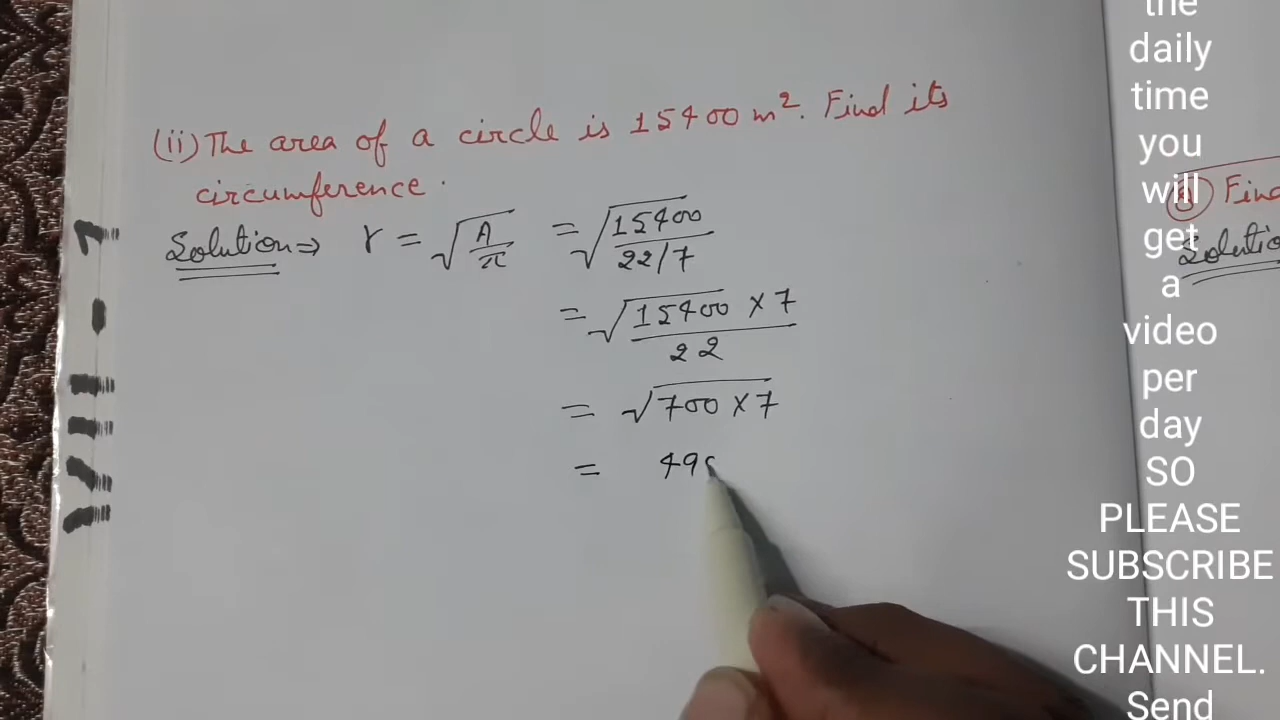 (ii) The area of a circle is 15400 m². Find its
circumference.
Solution ⇒ r = √A/π = √15400/22/7
= √15400 × 7/22
= √700 × 7
= 490
the
daily
time
you
will
get
a
video
per
day
SO
PLEASE
SUBSCRIBE
THIS
CHANNEL.
Send